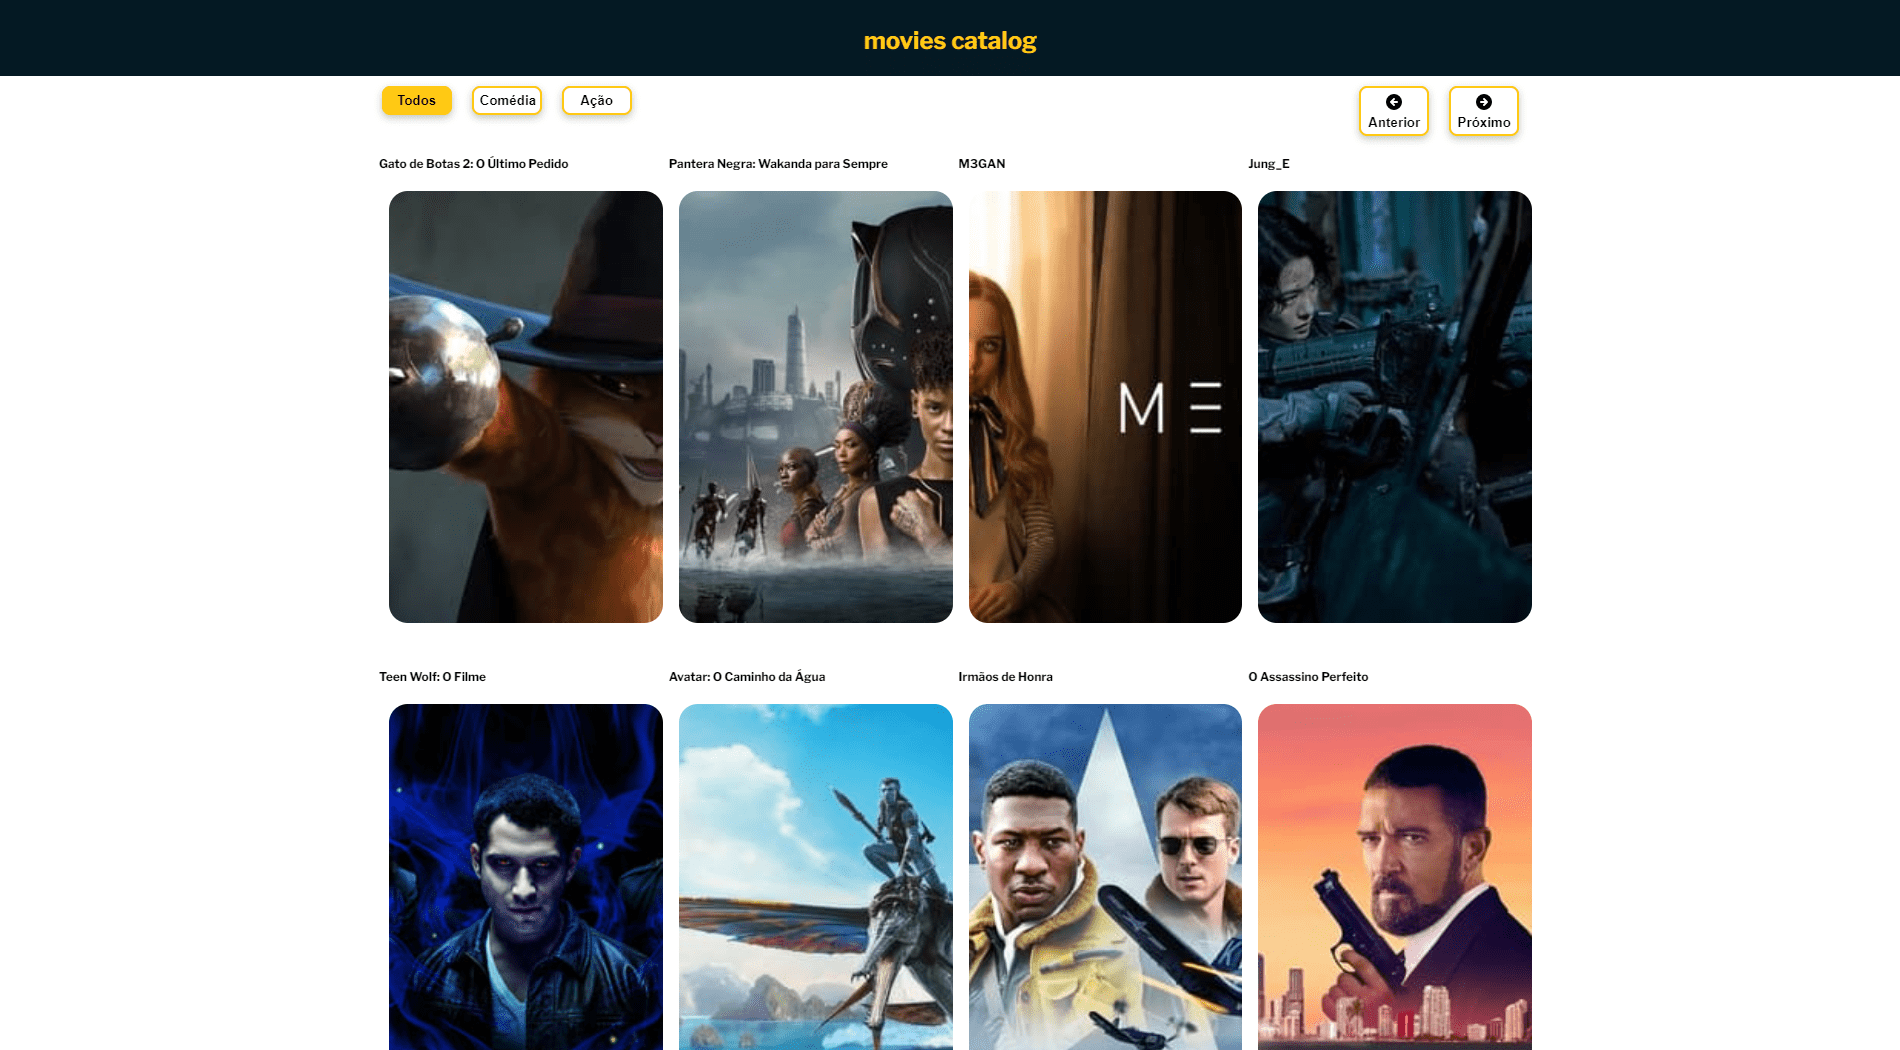 movies catalog
Todos Comédia Ação
Anterior Próximo
Gato de Botas 2: O Último Pedido
Pantera Negra: Wakanda para Sempre
M3GAN
Jung_E
M Ξ
Teen Wolf: O Filme
Avatar: O Caminho da Água
Irmãos de Honra
O Assassino Perfeito